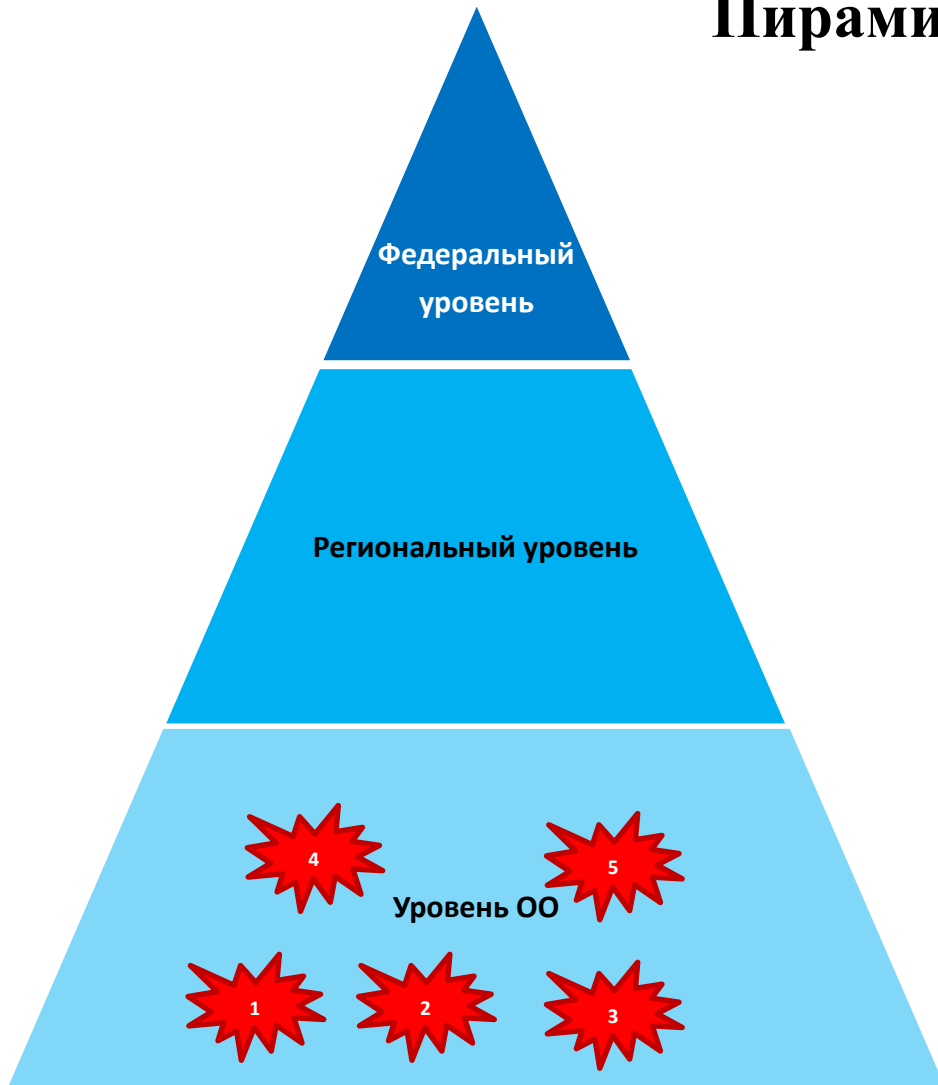 Пирами
Федеральный
уровень
Региональный уровень
4
5
Уровень ОО
1
2
3